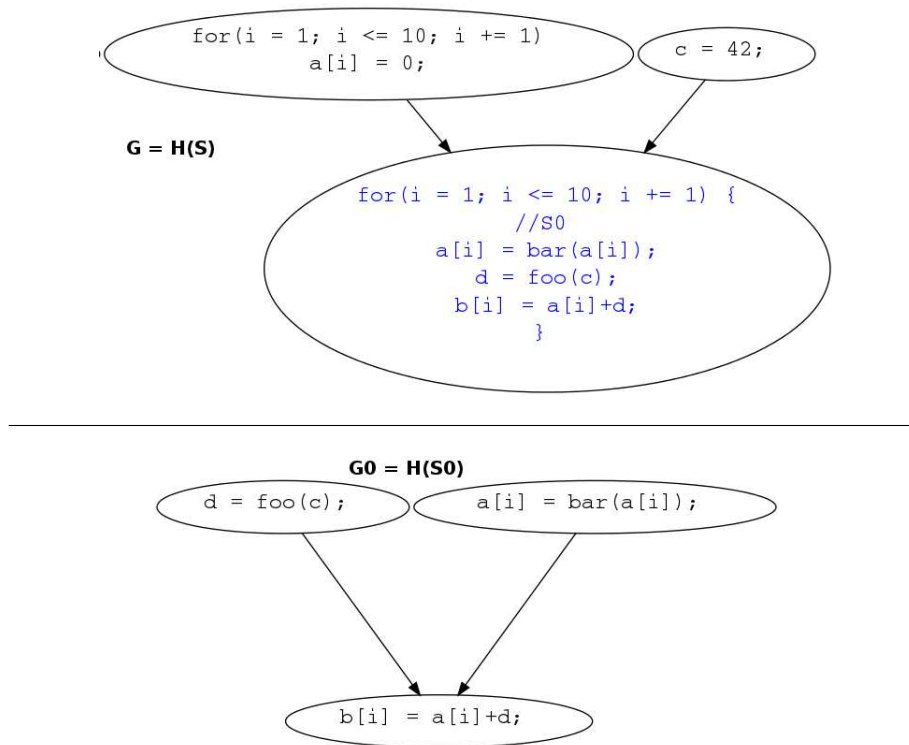 for(i = 1; i <= 10; i += 1)
a[i] = 0;
c = 42;
G = H(S)
for(i = 1; i <= 10; i += 1) {
//S0
a[i] = bar(a[i]);
d = foo(c);
b[i] = a[i]+d;
}
G0 = H(S0)
d = foo(c);
a[i] = bar(a[i]);
b[i] = a[i]+d;